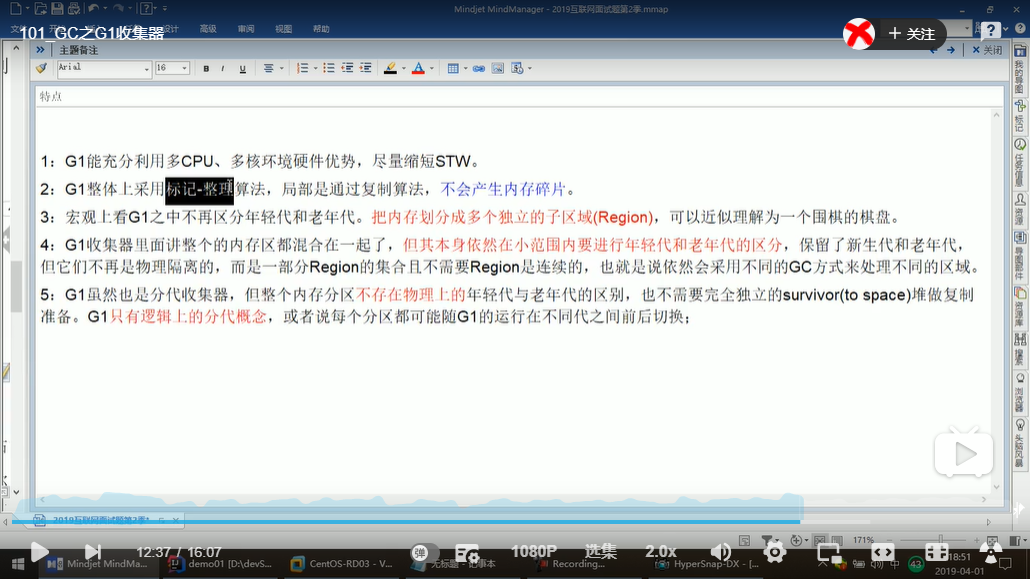 Mindjet MindManager - 2019互联网面试题第2季.mmap
101_GC之G1收集器
设计 高级 审阅 视图 帮助
+ 关注
主题备注
关闭
Arial 16 B I U
特点
1：G1能充分利用多CPU、多核环境硬件优势，尽量缩短STW。
2：G1整体上采用标记-整理算法，局部是通过复制算法，不会产生内存碎片。
3：宏观上看G1之中不再区分年轻代和老年代。把内存划分成多个独立的子区域(Region)，可以近似理解为一个围棋的棋盘。
4：G1收集器里面讲整个的内存区都混合在一起了，但其本身依然在小范围内要进行年轻代和老年代的区分，保留了新生代和老年代，
但它们不再是物理隔离的，而是一部分Region的集合且不需要Region是连续的，也就是说依然会采用不同的GC方式来处理不同的区域。
5：G1虽然也是分代收集器，但整个内存分区不存在物理上的年轻代与老年代的区别，也不需要完全独立的survivor(to space)堆做复制
准备。G1只有逻辑上的分代概念，或者说每个分区都可能随G1的运行在不同代之间前后切换；
我的导图
标记
任务信息
资源
导图部件
资源库
搜索
浏览器
头脑风暴
2019互联网面试题第2季*
171%
12:37 / 16:07
弹
1080P
选集
2.0x
Mindjet MindMa...
demo01 [D:\devS...
CentOS-RD03 - V...
无标题 - 记事本
Recording...
HyperSnap-DX - [...
中
43
18:51
2019-04-01